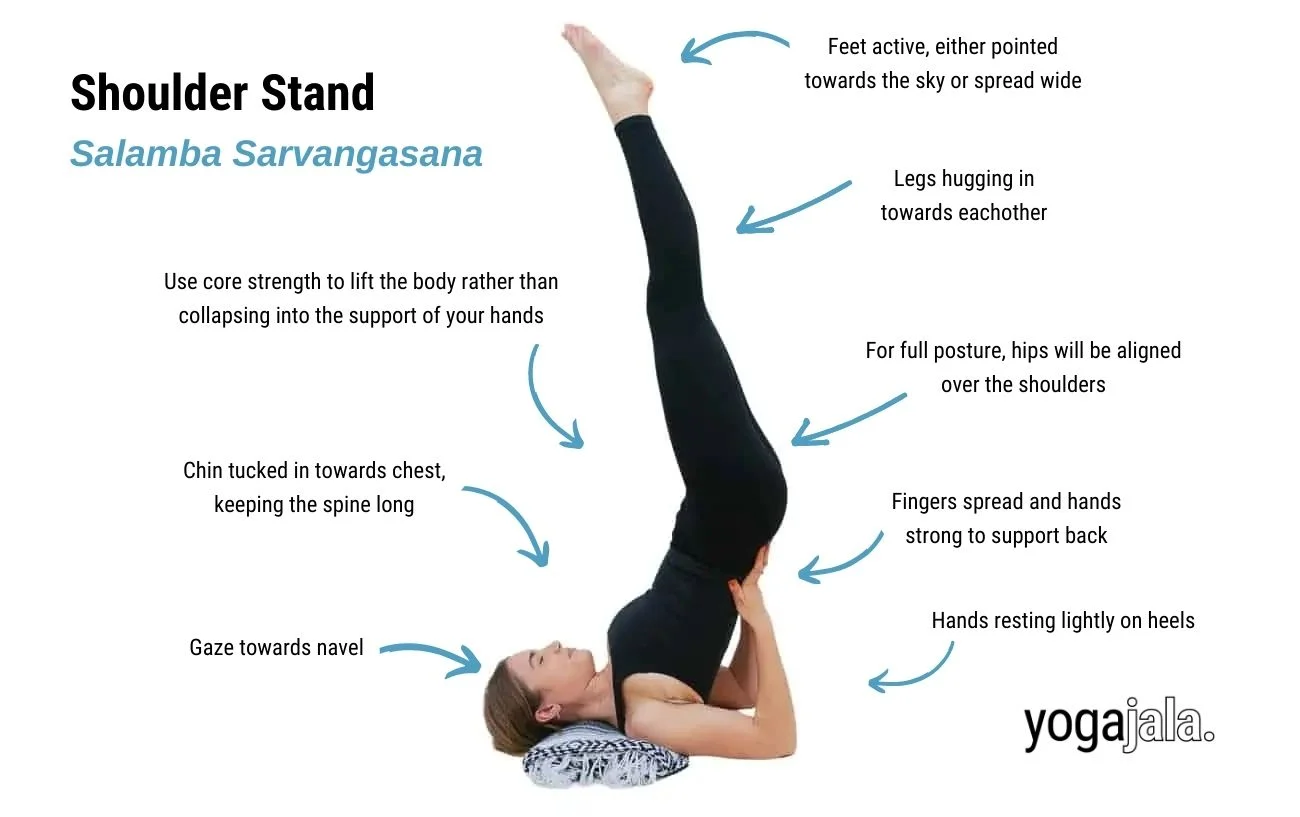 Shoulder Stand
Salamba Sarvangasana
Feet active, either pointed
towards the sky or spread wide
Legs hugging in
towards eachother
Use core strength to lift the body rather than
collapsing into the support of your hands
For full posture, hips will be aligned
over the shoulders
Chin tucked in towards chest,
keeping the spine long
Fingers spread and hands
strong to support back
Hands resting lightly on heels
Gaze towards navel
yogajala.